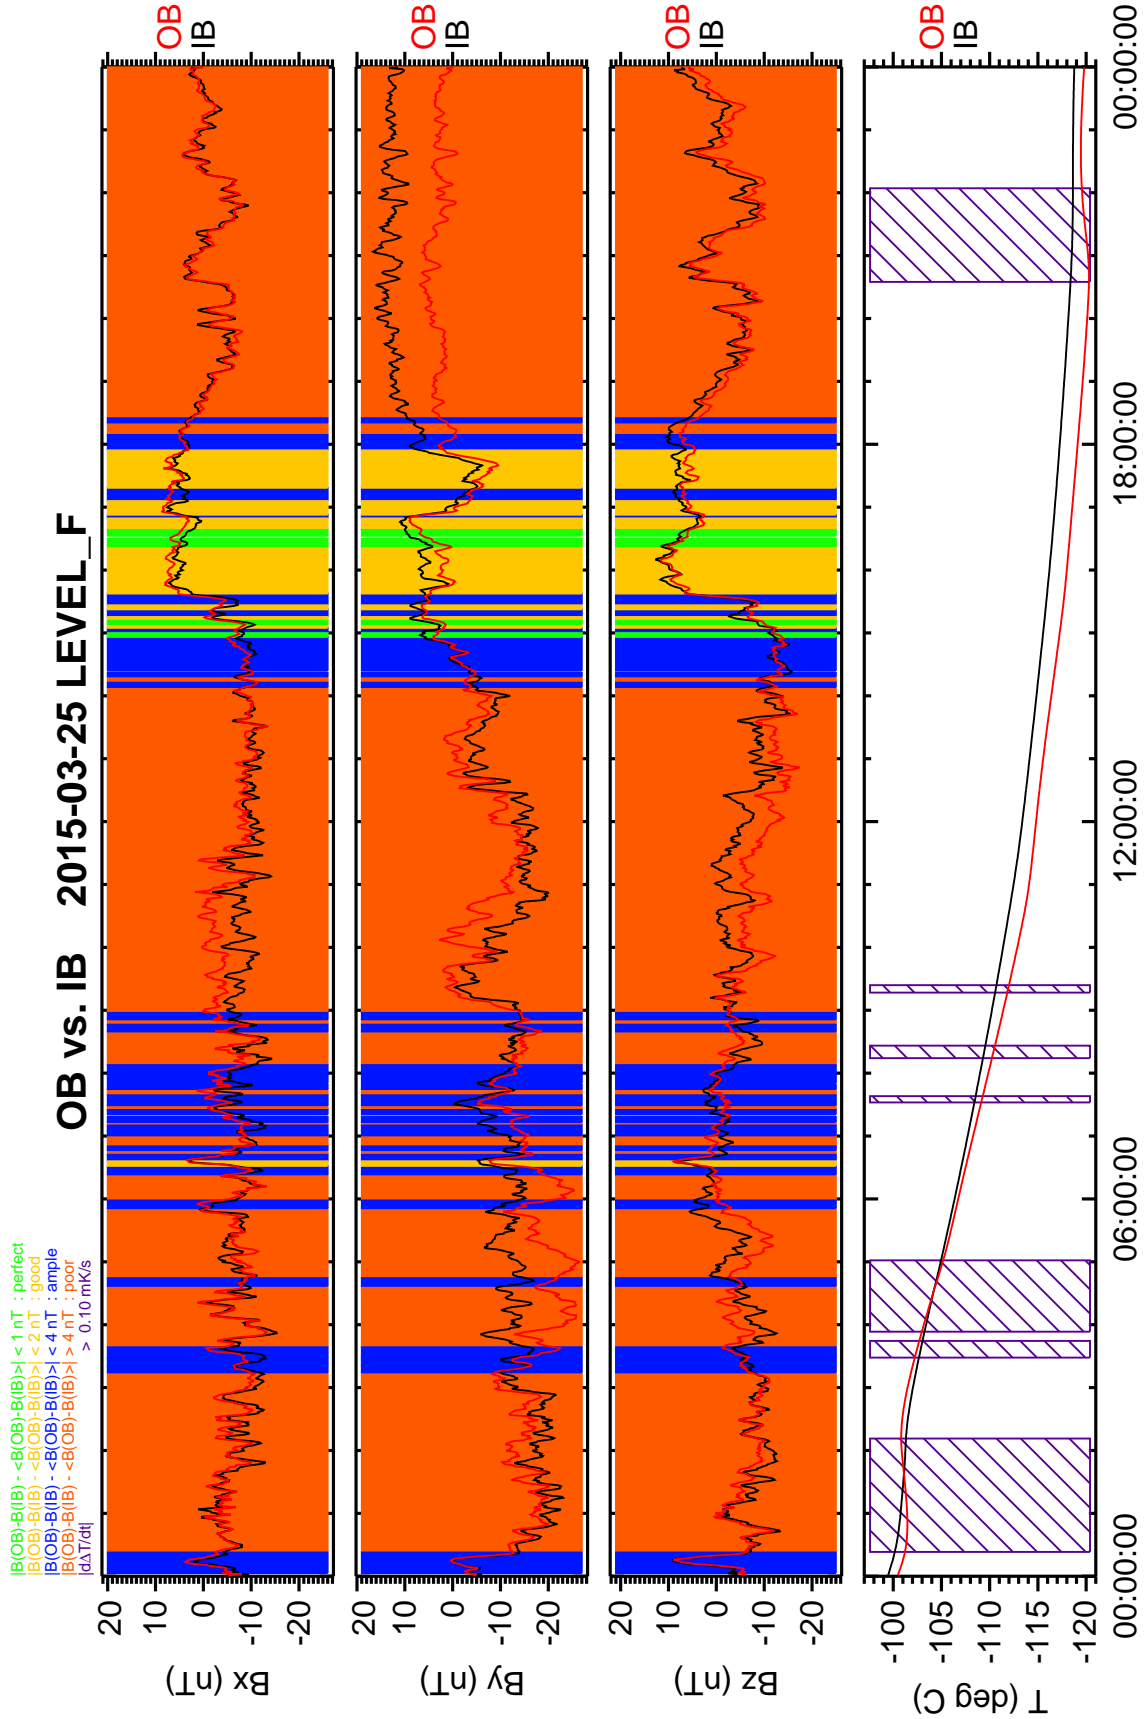 |B(OB)-B(IB) - <B(OB)-B(IB)>| < 1 nT : perfect
|B(OB)-B(IB) - <B(OB)-B(IB)>| < 2 nT : good
|B(OB)-B(IB) - <B(OB)-B(IB)>| < 4 nT : ample
|B(OB)-B(IB) - <B(OB)-B(IB)>| > 4 nT : poor
|dΔT/dt| > 0.10 mK/s
OB vs. IB 2015-03-25 LEVEL_F
Bx (nT)
20
10
0
-10
-20
OB
IB
By (nT)
20
10
0
-10
-20
OB
IB
Bz (nT)
20
10
0
-10
-20
OB
IB
T (deg C)
-100
-105
-110
-115
-120
OB
IB
00:00:00
06:00:00
12:00:00
18:00:00
00:00:00